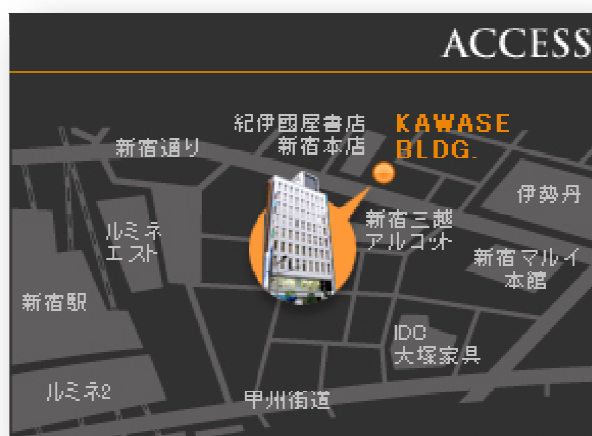 ACCESS
紀伊國屋書店
新宿本店
KAWASE
BLDG.
新宿通り
伊勢丹
ルミネ
エスト
新宿三越
アルコット
新宿マルイ
本館
新宿駅
IDC
大塚家具
ルミネ2
甲州街道